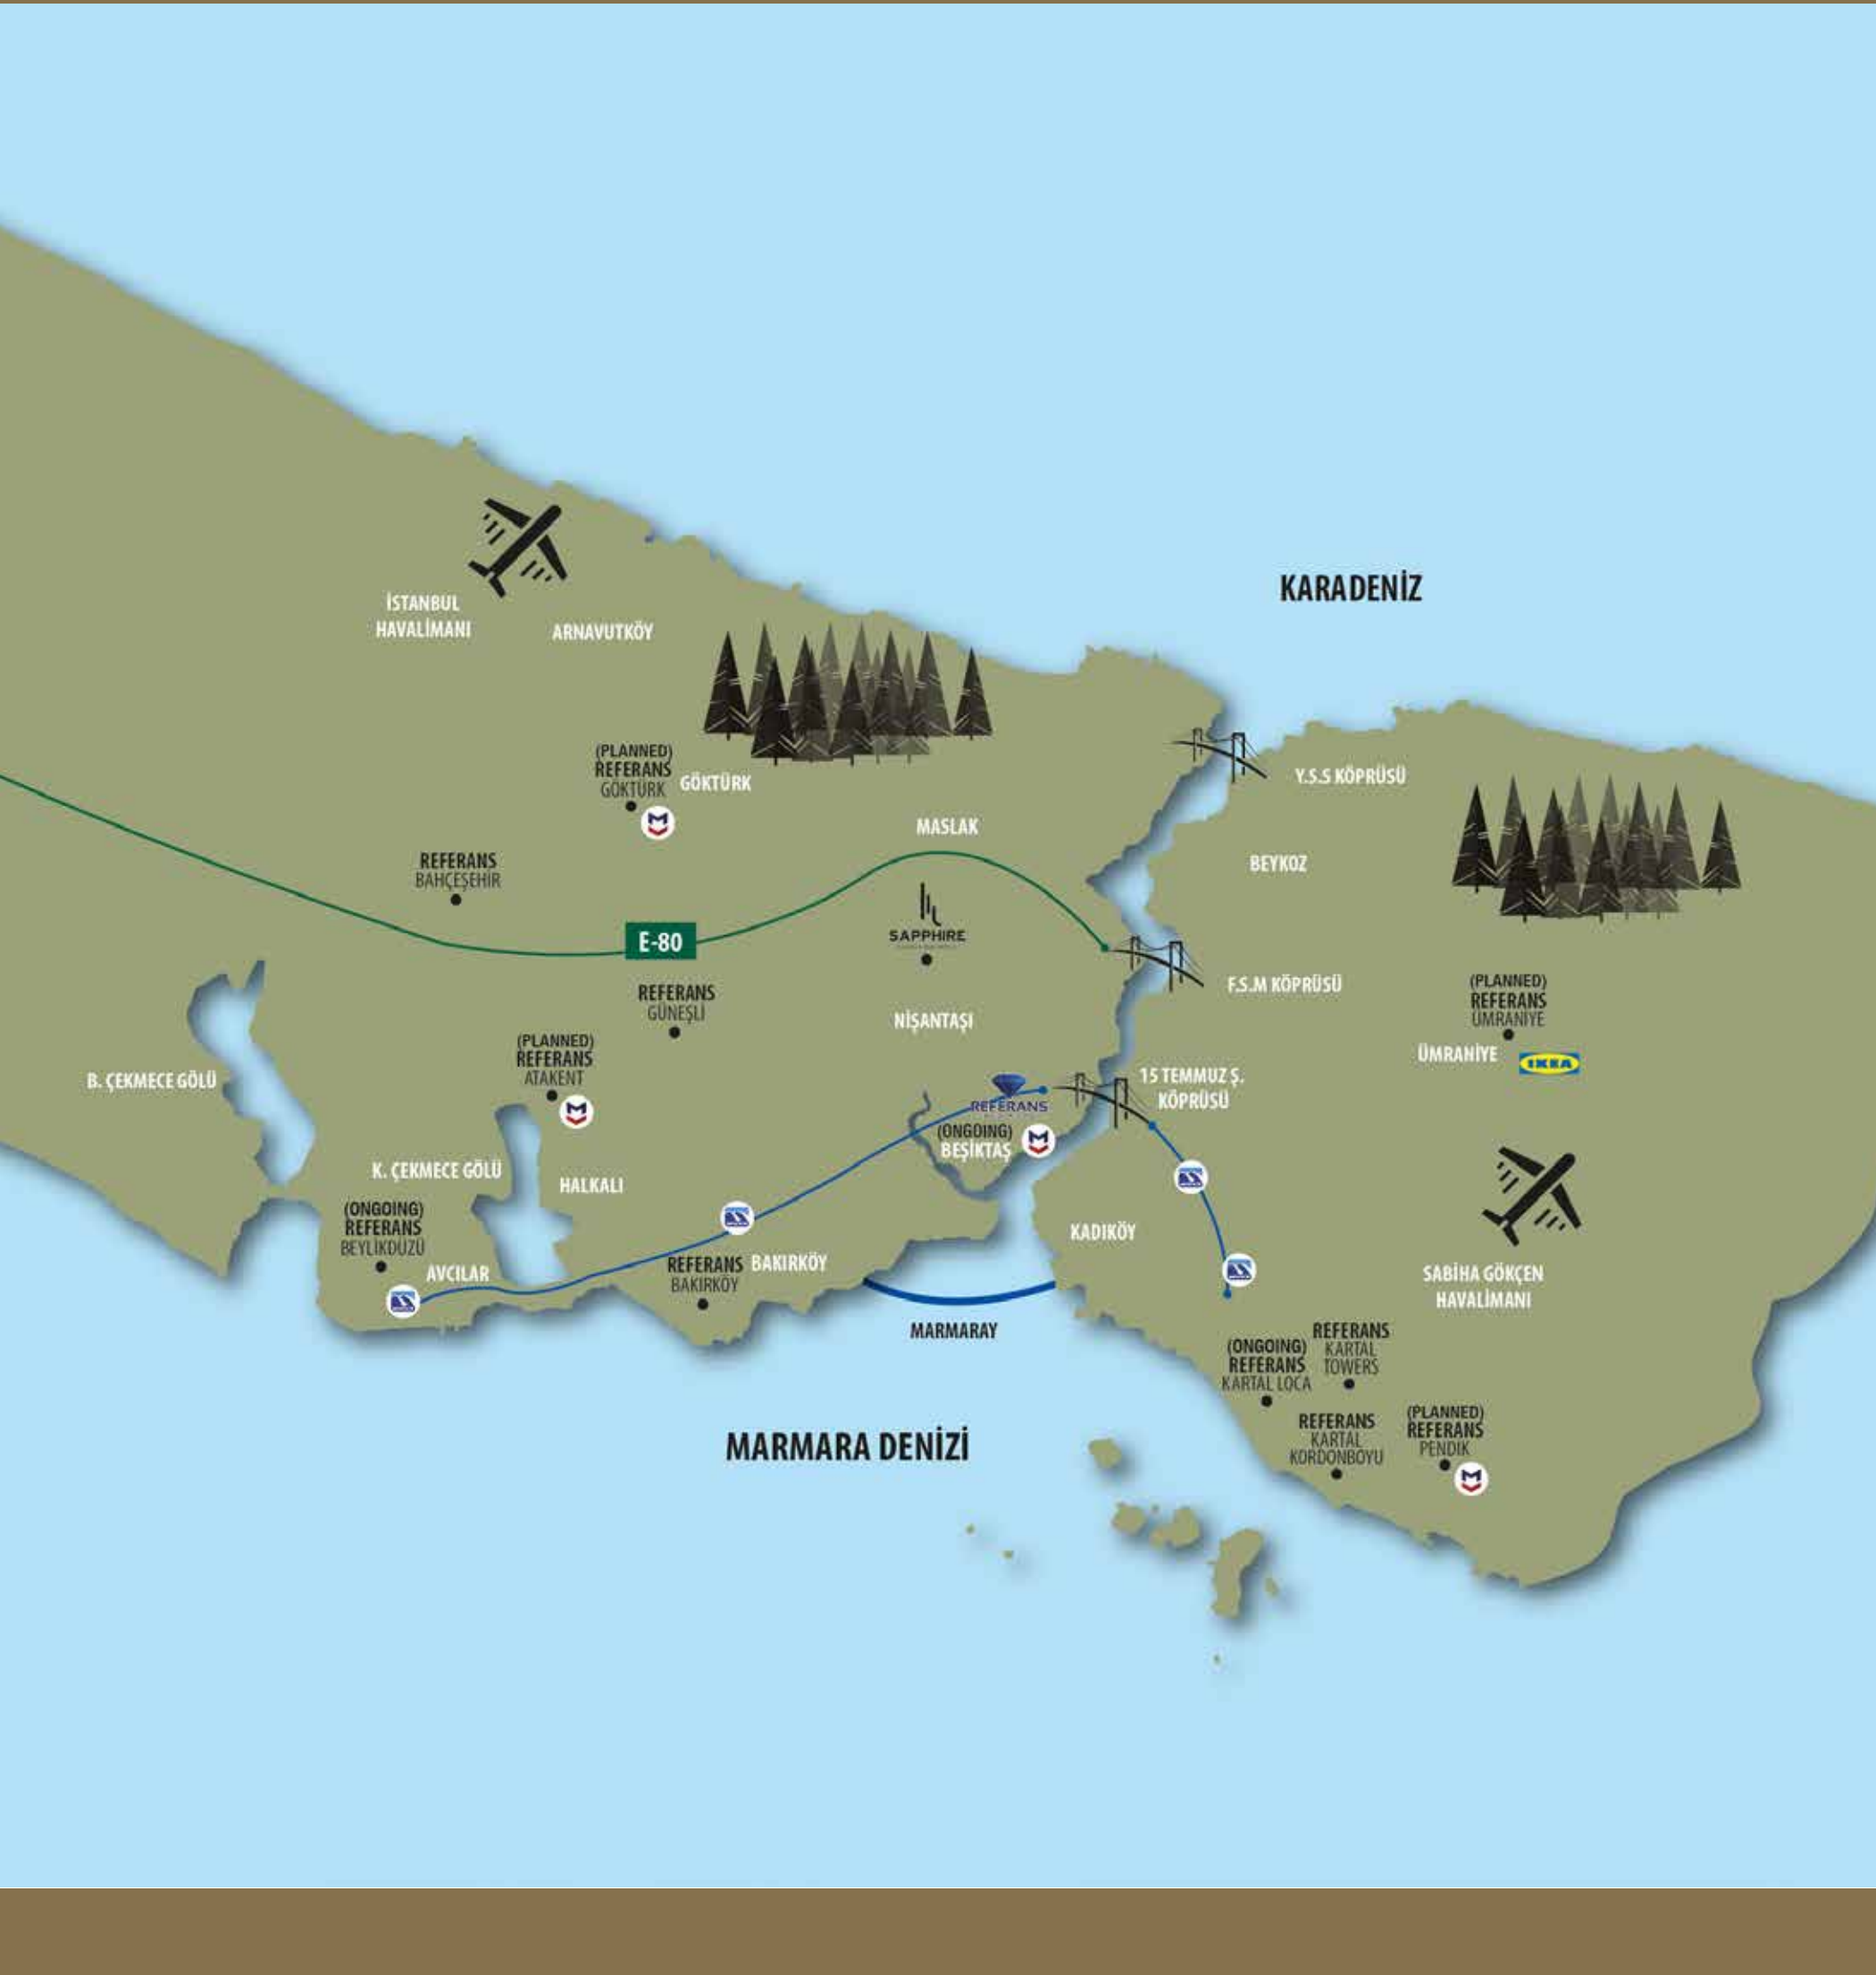 KARADENİZ
İSTANBUL
HAVALİMANI
ARNAVUTKÖY
(PLANNED)
REFERANS
GÖKTÜRK
GÖKTÜRK
Y.S.S KÖPRÜSÜ
MASLAK
BEYKOZ
REFERANS
BAHÇEŞEHİR
E-80
SAPPHIRE
F.S.M KÖPRÜSÜ
REFERANS
GÜNEŞLİ
NİŞANTAŞI
(PLANNED)
REFERANS
ÜMRANİYE
ÜMRANİYE
IKEA
(PLANNED)
REFERANS
ATAKENT
B. ÇEKMECE GÖLÜ
15 TEMMUZ Ş.
KÖPRÜSÜ
REFERANS
(ONGOING)
BEŞİKTAŞ
K. ÇEKMECE GÖLÜ
HALKALI
(ONGOING)
REFERANS
BEYLİKDÜZÜ
AVCILAR
KADIKÖY
REFERANS
BAKIRKÖY
BAKIRKÖY
SABİHA GÖKÇEN
HAVALİMANI
MARMARAY
(ONGOING)
REFERANS
KARTAL LOCA
REFERANS
KARTAL
TOWERS
REFERANS
KARTAL
KORDONBOYU
(PLANNED)
REFERANS
PENDİK
MARMARA DENİZİ